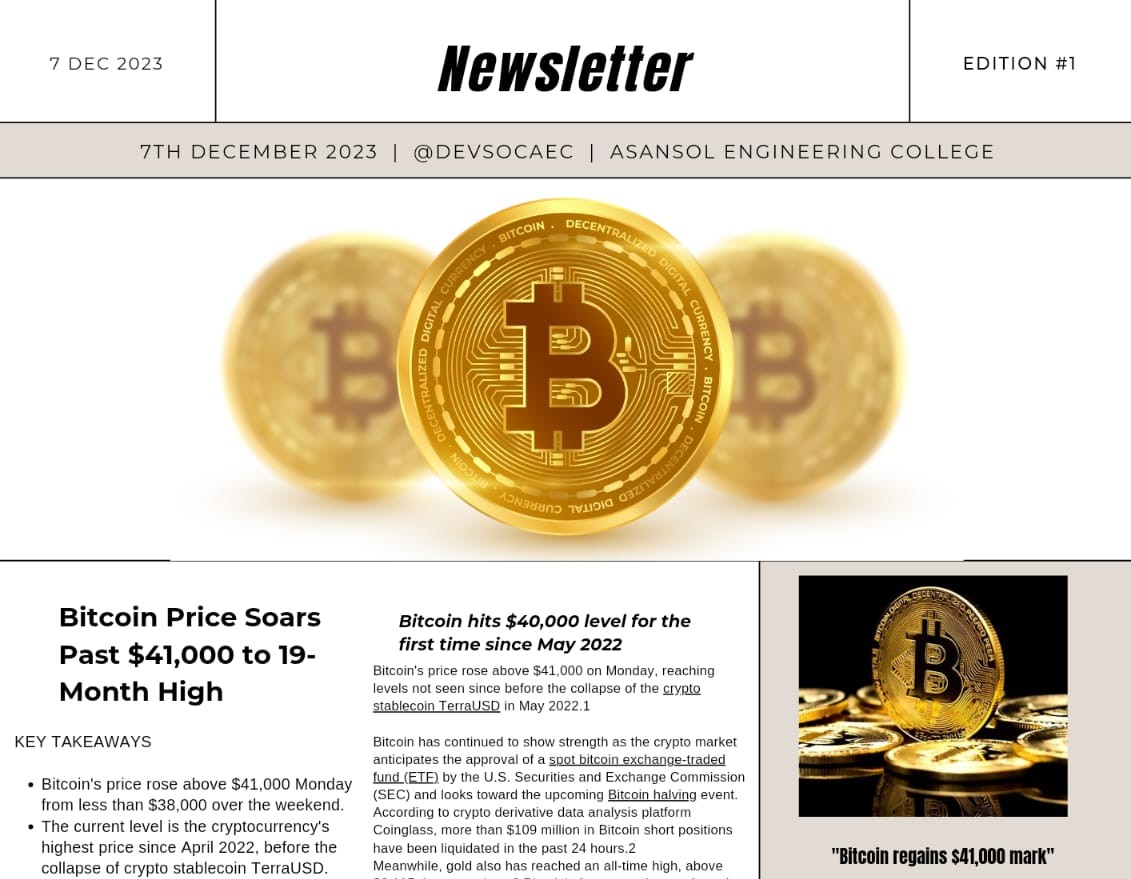 7 DEC 2023
Newsletter
EDITION #1
7TH DECEMBER 2023 | @DEVSOCAEC | ASANSOL ENGINEERING COLLEGE
BITCOIN · DECENTRALIZED DIGITAL CURRENCY · BITCOIN · DECENTRALIZED DIGITAL CURRENCY · BITCOIN · DECENTRALIZED DIGITAL CURRENCY ·
Bitcoin Price Soars
Past $41,000 to 19-
Month High
KEY TAKEAWAYS
• Bitcoin's price rose above $41,000 Monday
from less than $38,000 over the weekend.
• The current level is the cryptocurrency's
highest price since April 2022, before the
collapse of crypto stablecoin TerraUSD.
Bitcoin hits $40,000 level for the
first time since May 2022
Bitcoin's price rose above $41,000 on Monday, reaching
levels not seen since before the collapse of the crypto
stablecoin TerraUSD in May 2022.1
Bitcoin has continued to show strength as the crypto market
anticipates the approval of a spot bitcoin exchange-traded
fund (ETF) by the U.S. Securities and Exchange Commission
(SEC) and looks toward the upcoming Bitcoin halving event.
According to crypto derivative data analysis platform
Coinglass, more than $109 million in Bitcoin short positions
have been liquidated in the past 24 hours.2
Meanwhile, gold also has reached an all-time high, above
"Bitcoin regains $41,000 mark"